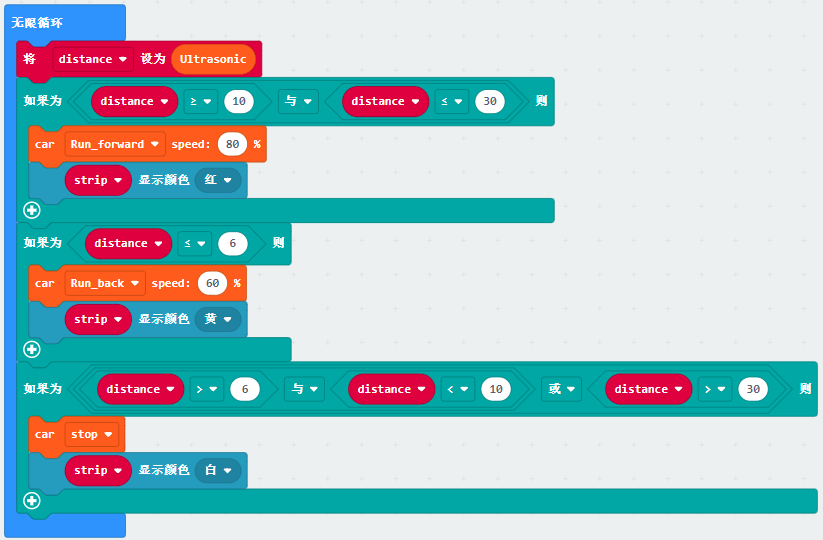 无限循环
将 distance 设为 Ultrasonic
如果为 distance ≥ 10 与 distance ≤ 30 则
car Run_forward speed: 80 %
strip 显示颜色 红
如果为 distance ≤ 6 则
car Run_back speed: 60 %
strip 显示颜色 黄
如果为 distance > 6 与 distance < 10 或 distance > 30 则
car stop
strip 显示颜色 白